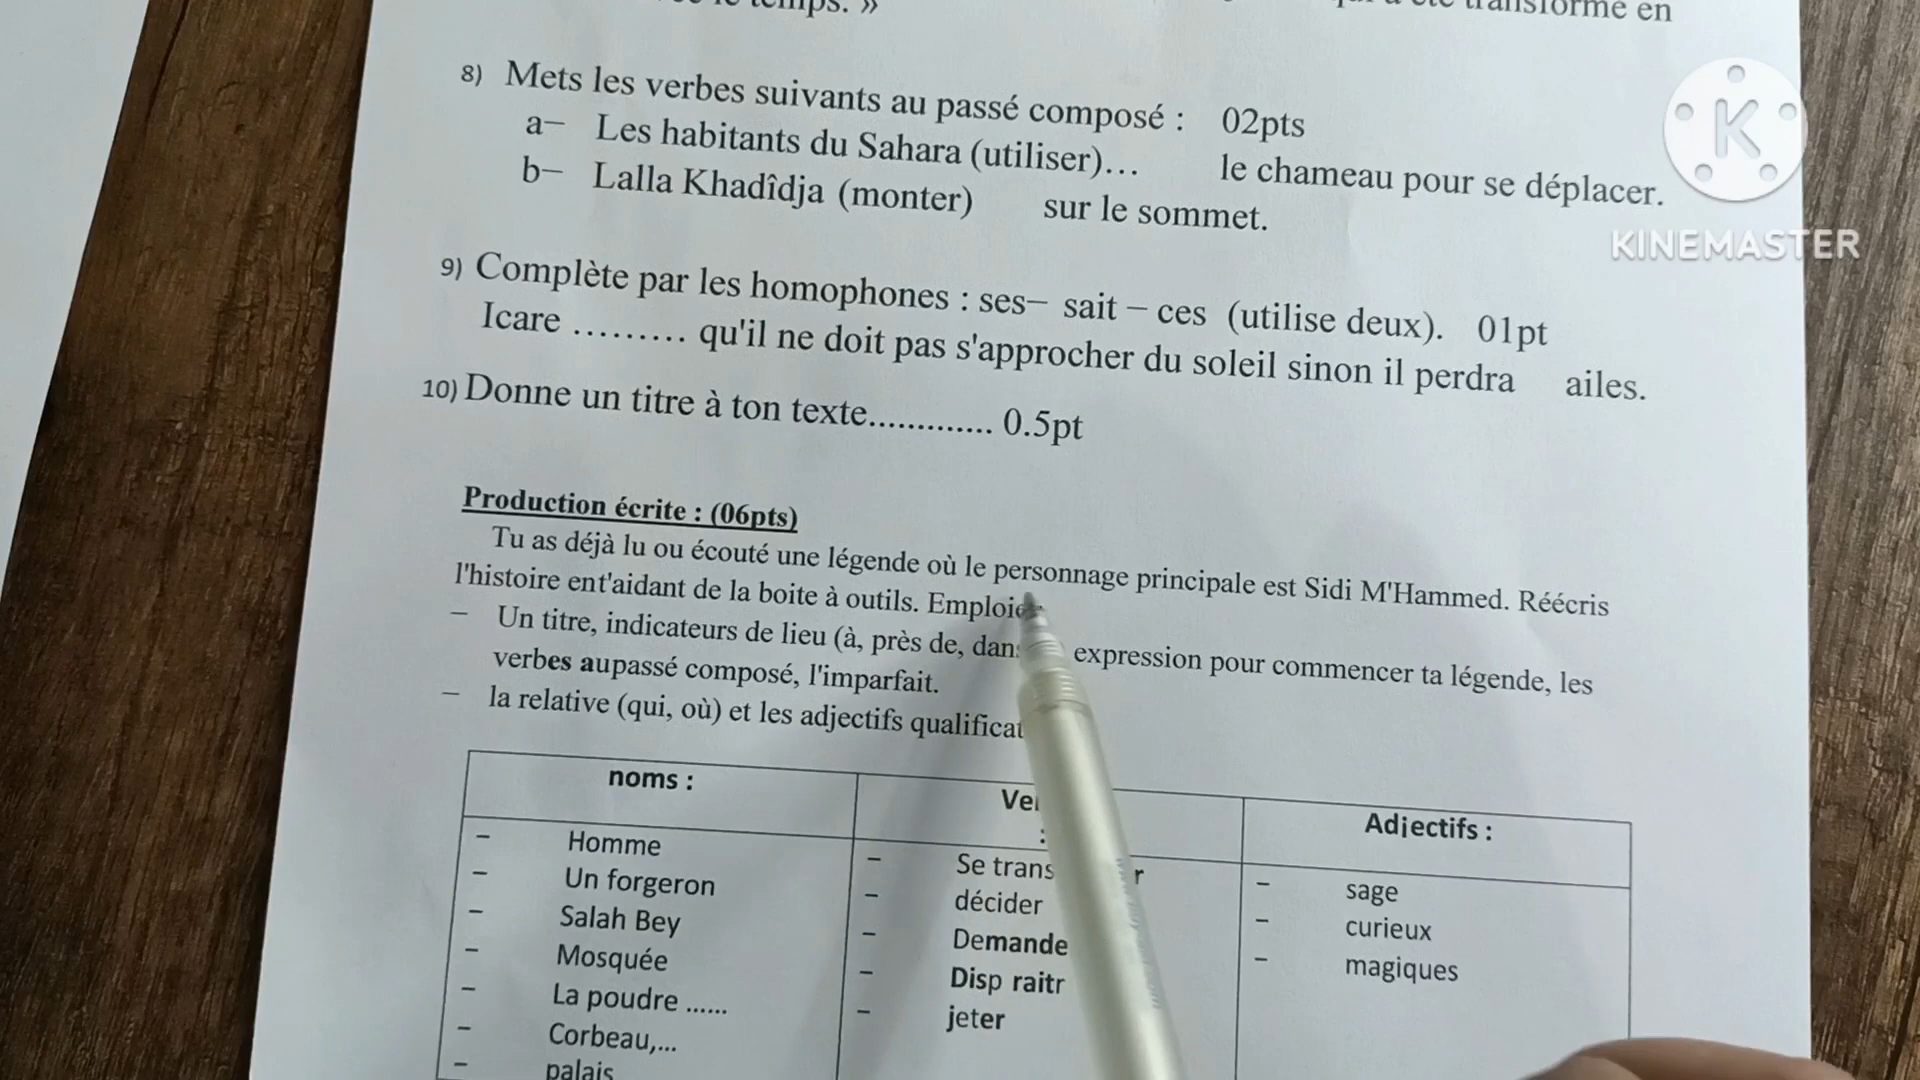 temps. »
transformé en
8) Mets les verbes suivants au passé composé : 02pts
a– Les habitants du Sahara (utiliser)... le chameau pour se déplacer.
b– Lalla Khadîdja (monter) sur le sommet.
KINEMASTER
9) Complète par les homophones : ses– sait – ces (utilise deux). 01pt
Icare ......... qu'il ne doit pas s'approcher du soleil sinon il perdra ailes.
10) Donne un titre à ton texte............. 0.5pt
Production écrite : (06pts)
Tu as déjà lu ou écouté une légende où le personnage principale est Sidi M'Hammed. Réécris
l'histoire ent'aidant de la boite à outils.
– Un titre, indicateurs de lieu (à, près de, expression pour commencer ta légende, les
verbes aupassé composé, l'imparfait.
– la relative (qui, où) et les adjectifs
noms :
Adjectifs :
– Homme
– Un forgeron
– Salah Bey
– Mosquée
– La poudre ......
– Corbeau,...
– palais
– Se
– décider
– Demande
– Disp raitr
– jeter
– sage
– curieux
– magiques